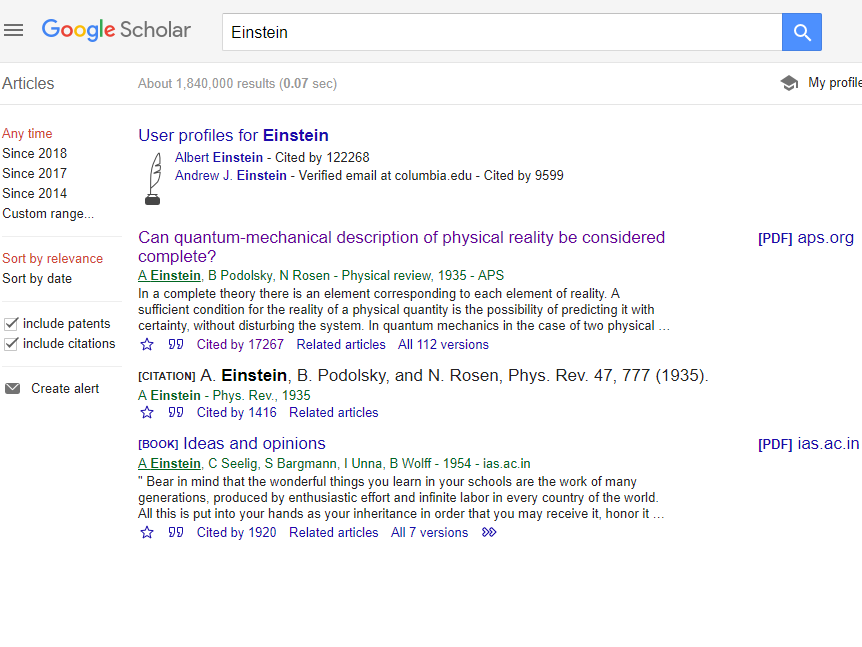 Google Scholar
Einstein
Articles
About 1,840,000 results (0.07 sec)
My profile
Any time
Since 2018
Since 2017
Since 2014
Custom range...
Sort by relevance
Sort by date
include patents
include citations
Create alert
User profiles for Einstein
Albert Einstein - Cited by 122268
Andrew J. Einstein - Verified email at columbia.edu - Cited by 9599
Can quantum-mechanical description of physical reality be considered
complete?
[PDF] aps.org
A Einstein, B Podolsky, N Rosen - Physical review, 1935 - APS
In a complete theory there is an element corresponding to each element of reality. A
sufficient condition for the reality of a physical quantity is the possibility of predicting it with
certainty, without disturbing the system. In quantum mechanics in the case of two physical ...
Cited by 17267 Related articles All 112 versions
[CITATION] A. Einstein, B. Podolsky, and N. Rosen, Phys. Rev. 47, 777 (1935).
A Einstein - Phys. Rev., 1935
Cited by 1416 Related articles
[BOOK] Ideas and opinions
[PDF] ias.ac.in
A Einstein, C Seelig, S Bargmann, I Unna, B Wolff - 1954 - ias.ac.in
" Bear in mind that the wonderful things you learn in your schools are the work of many
generations, produced by enthusiastic effort and infinite labor in every country of the world.
All this is put into your hands as your inheritance in order that you may receive it, honor it ...
Cited by 1920 Related articles All 7 versions